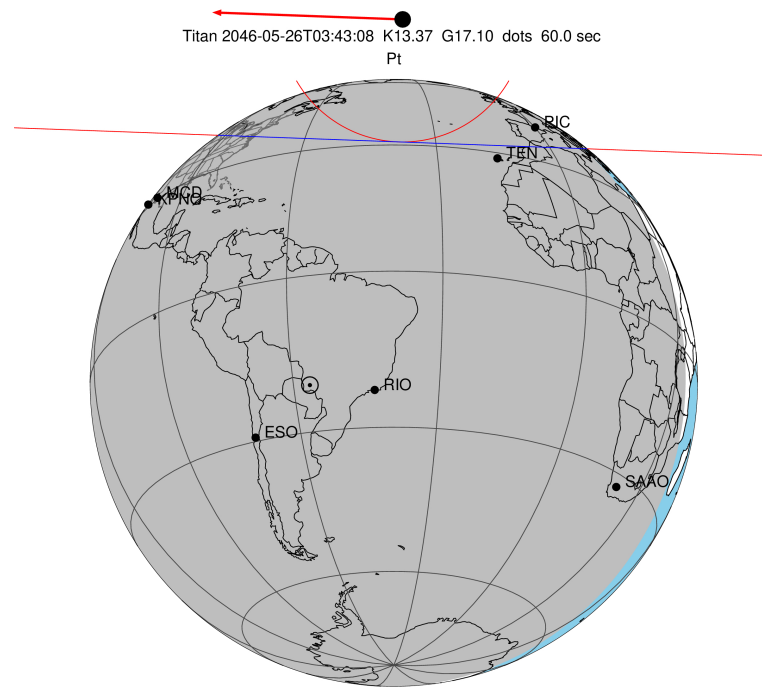 Titan 2046-05-26T03:43:08 K13.37 G17.10 dots 60.0 sec
Pt
PIC
TEN
MCD
KPNO
RIO
ESO
SAAO